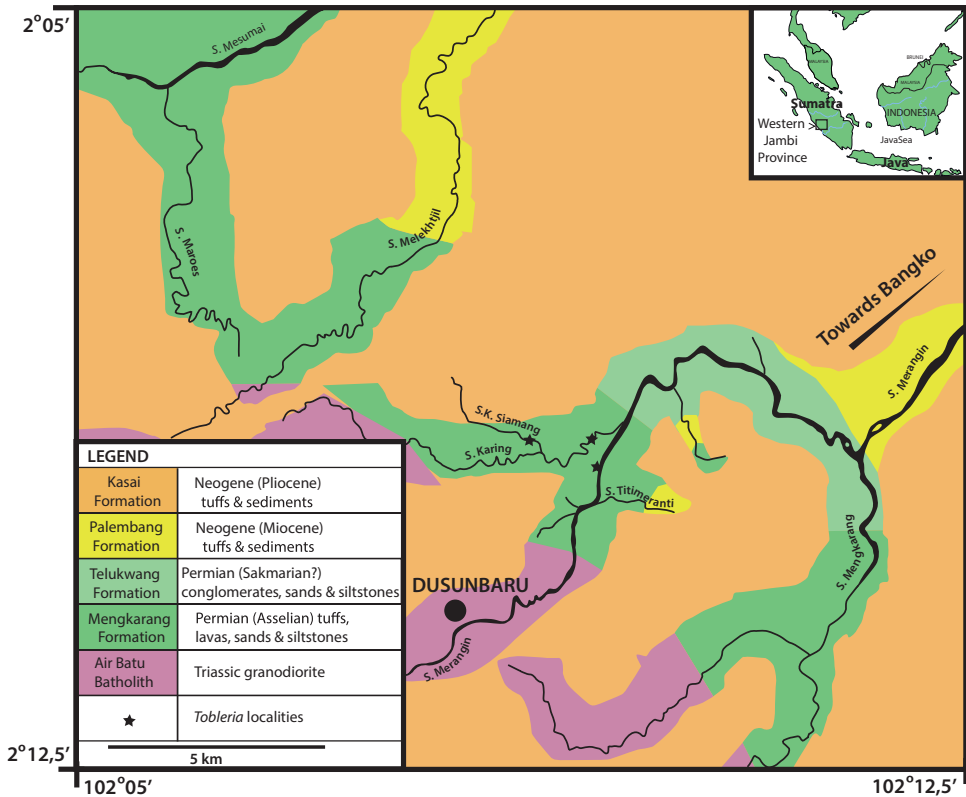 2°05’
S. Mesumai
S. Maroes
S. Melekhtjil
BRUNO
MALAYSIA
MALAYSIA
Sumatra
INDONESIA
Western
Jambi
Province
JavaSea
Java
Towards Bangko
S. Merangin
S.K. Siamang
S. Karing
S. Titimeranti
S. Mengkarang
DUSUNBARU
S. Merangin
LEGEND
Kasai
Formation
Neogene (Pliocene)
tuffs & sediments
Palembang
Formation
Neogene (Miocene)
tuffs & sediments
Telukwang
Formation
Permian (Sakmarian?)
conglomerates, sands & siltstones
Mengkarang
Formation
Permian (Asselian) tuffs,
lavas, sands & siltstones
Air Batu
Batholith
Triassic granodiorite
Tobleria localities
5 km
2°12,5’
102°05’
102°12,5’